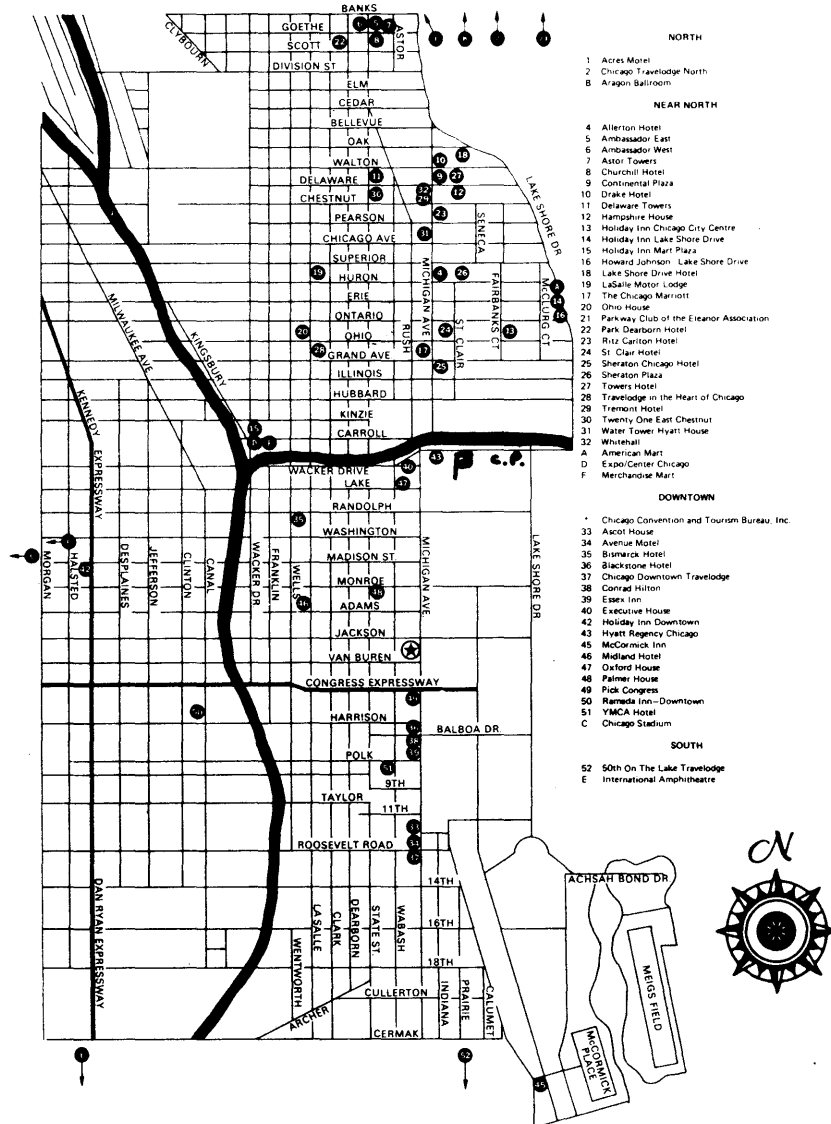 BANKS
GOETHE
SCOTT
ASTOR
CLYBOURN
DIVISION ST
ELM
CEDAR
BELLEVUE
OAK
WALTON
DELAWARE
CHESTNUT
PEARSON
CHICAGO AVE
SUPERIOR
HURON
ERIE
ONTARIO
OHIO
GRAND AVE
ILLINOIS
HUBBARD
KINZIE
CARROLL
WACKER DRIVE
LAKE
RANDOLPH
WASHINGTON
MADISON ST
MONROE
ADAMS
JACKSON
VAN BUREN
CONGRESS EXPRESSWAY
HARRISON
BALBOA DR.
POLK
9TH
TAYLOR
11TH
ROOSEVELT ROAD
14TH
16TH
18TH
CULLERTON
ARCHER
CERMAK
LAKE SHORE DR
SENECA
MICHIGAN AVE
RUSH
ST. CLAIR
FAIRBANKS CT
McCLURG CT
MILWAUKEE AVE
KINGSBURY
KENNEDY EXPRESSWAY
MORGAN
HALSTED
DESPLAINES
JEFFERSON
CLINTON
CANAL
WACKER DR
FRANKLIN
WELLS
MICHIGAN AVE
LAKE SHORE DR
DAN RYAN EXPRESSWAY
WENTWORTH
LA SALLE
CLARK
DEARBORN
STATE ST.
WABASH
INDIANA
PRAIRIE
CALUMET
ACHSAH BOND DR.
MEIGS FIELD
McCORMICK PLACE
C.P.
N
NORTH
1 Acres Motel
2 Chicago Travelodge North
B Aragon Ballroom
NEAR NORTH
4 Allerton Hotel
5 Ambassador East
6 Ambassador West
7 Astor Towers
8 Churchill Hotel
9 Continental Plaza
10 Drake Hotel
11 Delaware Towers
12 Hampshire House
13 Holiday Inn Chicago City Centre
14 Holiday Inn Lake Shore Drive
15 Holiday Inn Mart Plaza
16 Howard Johnson Lake Shore Drive
18 Lake Shore Drive Hotel
19 LaSalle Motor Lodge
17 The Chicago Marriott
20 Ohio House
21 Parkway Club of the Eleanor Association
22 Park Dearborn Hotel
23 Ritz Carlton Hotel
24 St. Clair Hotel
25 Sheraton Chicago Hotel
26 Sheraton Plaza
27 Towers Hotel
28 Travelodge in the Heart of Chicago
29 Tremont Hotel
30 Twenty One East Chestnut
31 Water Tower Hyatt House
32 Whitehall
A American Mart
D Expo/Center Chicago
F Merchandise Mart
DOWNTOWN
* Chicago Convention and Tourism Bureau, Inc.
33 Ascot House
34 Avenue Motel
35 Bismarck Hotel
36 Blackstone Hotel
37 Chicago Downtown Travelodge
38 Conrad Hilton
39 Essex Inn
40 Executive House
42 Holiday Inn Downtown
43 Hyatt Regency Chicago
45 McCormick Inn
46 Midland Hotel
47 Oxford House
48 Palmer House
49 Pick Congress
50 Ramada Inn–Downtown
51 YMCA Hotel
C Chicago Stadium
SOUTH
52 50th On The Lake Travelodge
E International Amphitheatre